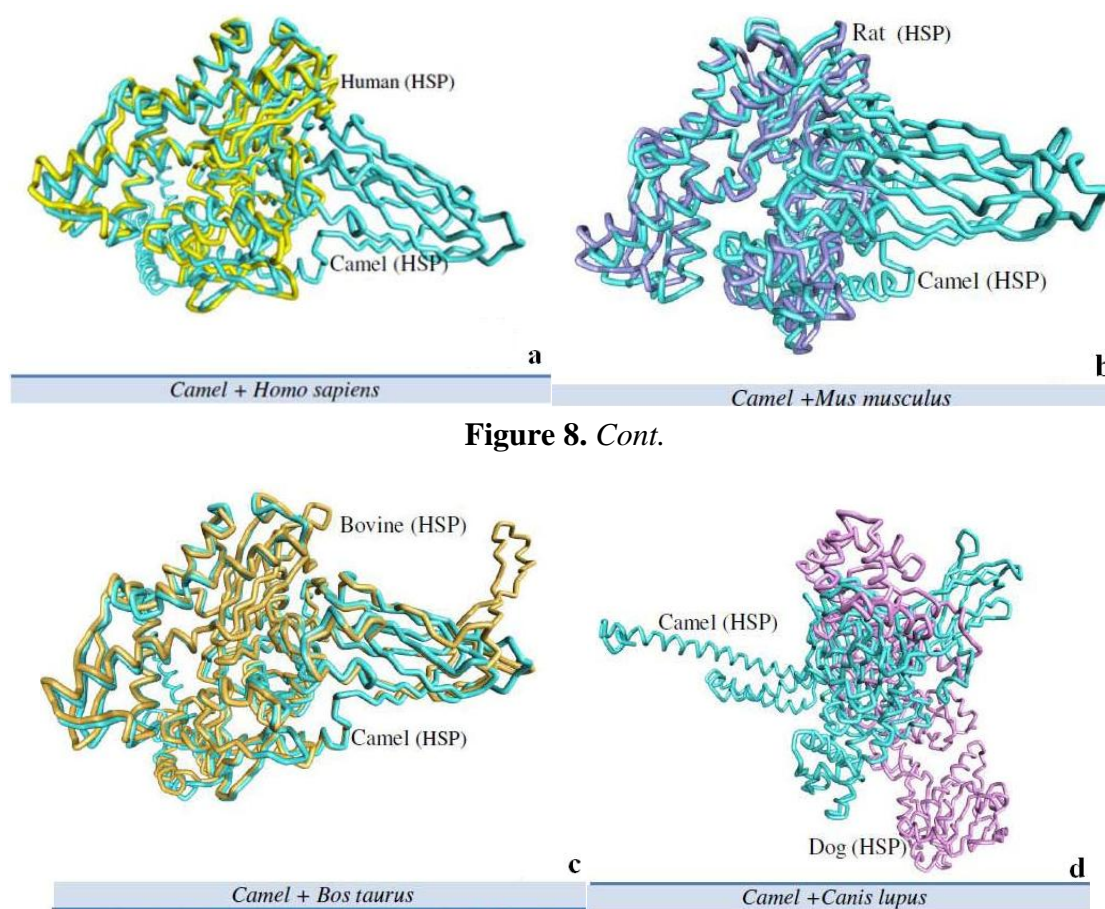 Human (HSP)
Camel (HSP)
a
Camel + Homo sapiens
Rat (HSP)
Camel (HSP)
b
Camel +Mus musculus
Figure 8. Cont.
Bovine (HSP)
Camel (HSP)
c
Camel + Bos taurus
Camel (HSP)
Dog (HSP)
d
Camel +Canis lupus